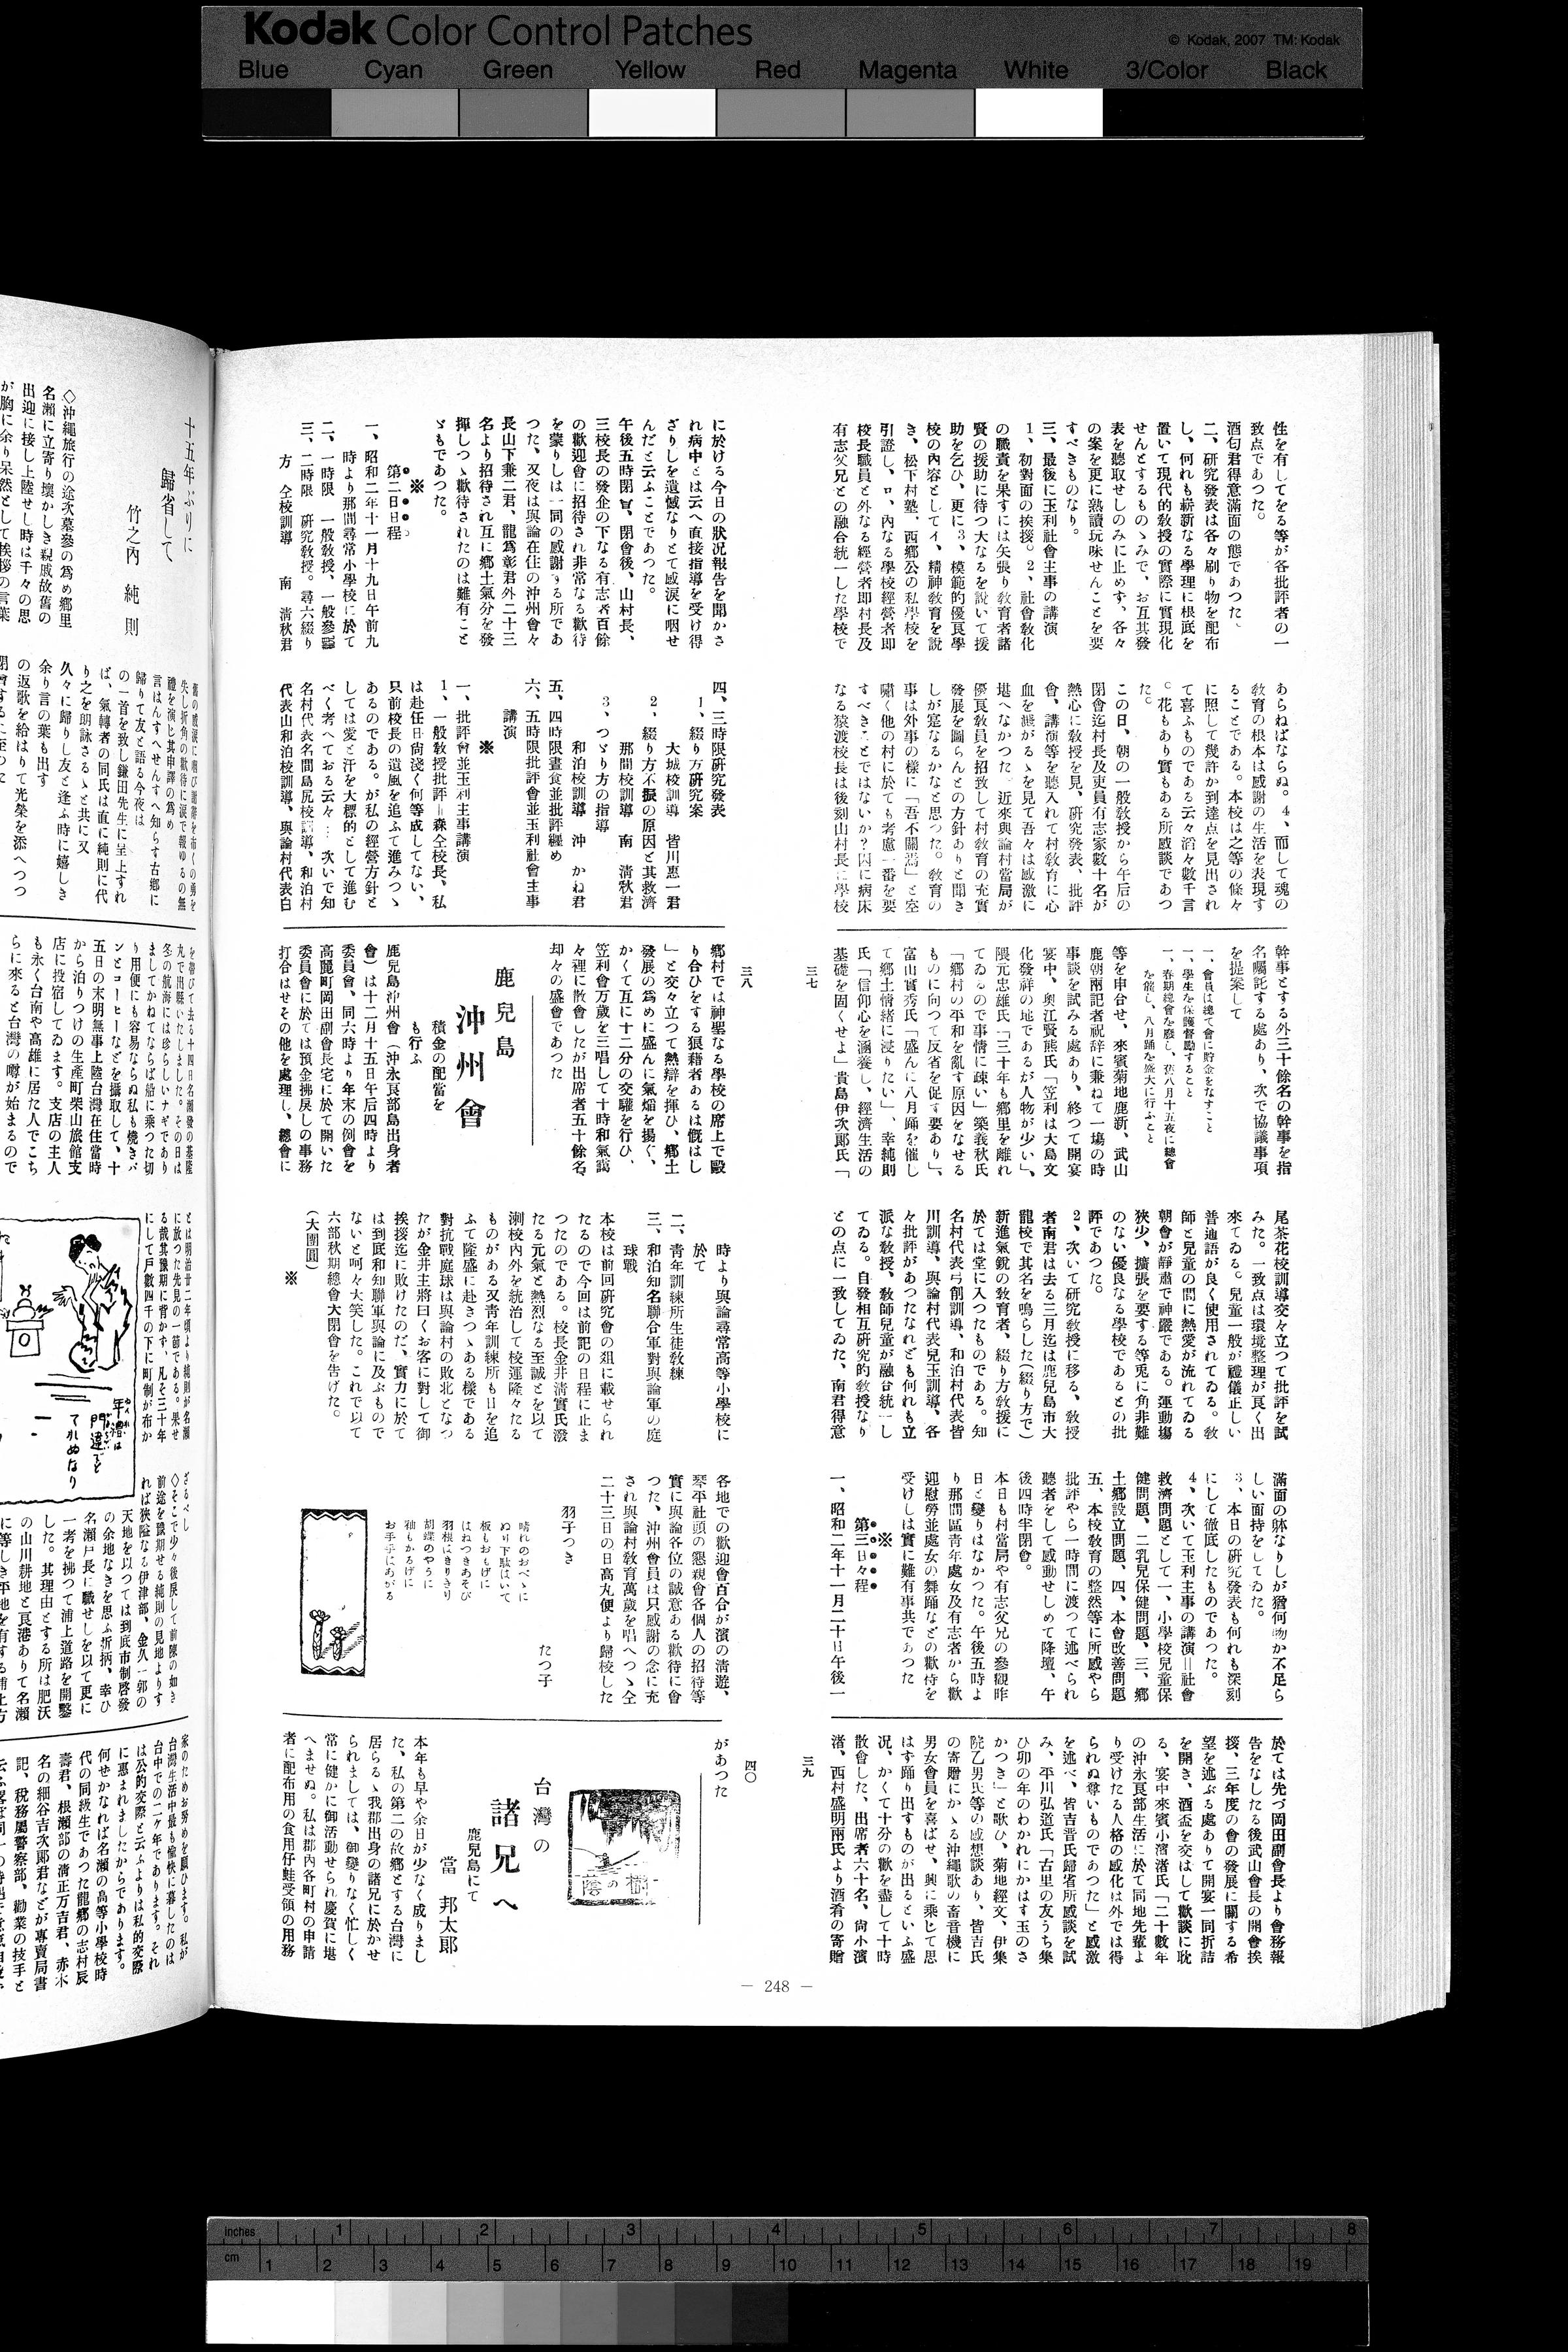 Kodak Color Control Patches
© Kodak, 2007 TM: Kodak
Blue Cyan Green Yellow Red Magenta White 3/Color Black
性を有してをる等が各批評者の一
致点であつた。
酒匂君得意滿面の態であつた、
二、研究發表は各々刷り物を配布
し、何れも嶄新なる學理に根底を
置いて現代的敎授の實際に實現化
せんとするものゝみで、お互其發
表を聽取せしのみに止めず、各々
の案を更に熟讀玩味せんことを要
すべきものなり。
三、最後に玉利社會主事の講演
1、初對面の挨拶。2、社會敎化
の職責を果すには矢張り敎育者諸
賢の援助に待つ大なるを說いて援
助を乞ひ、更に3、模範的優良學
校の內容としてイ、精神敎育を說
き、松下村塾、西鄕公の私學校を
引證し、ロ、內なる學校經營者即
校長職員と外なる經營者即村長及
有志父兄との融合統一した學校で
あらねばならぬ。4、而して魂の
敎育の根本は感謝の生活を表現す
ることである。本校は之等の條々
に照して幾許か到達点を見出され
て喜ふものである云々滔々數千言
。花もあり實もある所感談であつ
た。
この日、朝の一般敎授から午后の
閉會迄村長及吏員有志家數十名が
熱心に敎授を見、硏究發表、批評
會、講演等を聽入れて村敎育に心
血を熊がるゝを見て吾々は感激に
堪へなかつた。近來與論村當局が
優良敎員を招致して村敎育の充實
發展を圖らんとの方針ありと聞き
しが寔なるかなと思つた。敎育の
事は外事の樣に「吾不關焉」と空
嘯く他の村に於ても考慮一番を要
すべきことではないか?因に病床
なる猿渡校長は後刻山村長に學校
幹事とする外三十餘名の幹事を指
名囑託する處あり、次で協議事項
を提案して
一、會員は總て會に貯金をなすこと
一、學生を保護督勵すること
一、春期總會を廢し、舊八月十五夜に總會
を催し、八月踊を盛大に行ふこと
等を申合せ、來賓菊地鹿新、武山
鹿朝兩記者祝辞に兼ねて一塲の時
事談を試みる處あり、終つて開宴
宴中、奧江賢熊氏「笠利は大島文
化發祥の地であるが人物が少い」、
隈元忠雄氏「三十年も鄕里を離れ
てゐるので事情に疎い」簗義秋氏
「鄕村の平和を亂す原因をなせる
ものに向つて反省を促す要あり」、
富山實秀氏「盛んに八月踊を催し
て鄕土情緖に浸りたい」、幸純則
氏「信仰心を涵養し、經濟生活の
基礎を固くせよ」貴島伊次郎氏「
三七
に於ける今日の狀况報告を聞かさ
れ病中とは云へ直接指導を受け得
ざりしを遺憾なりとて感淚に咽せ
んだと云ふことであつた。
午後五時閉會、閉會後、山村長、
三校長の發企の下なる有志者百餘
の歡迎會に招待され非常なる歡待
を蒙りしは一同の感謝する所であ
つた、又夜は與論在住の沖州會々
長山下兼二君、龍爲彰君外二十三
名より招待され互に鄕土氣分を發
揮しつゝ歡待されたのは難有こと
ゝもであつた。
※
第二日日程
一、昭和二年十一月十九日午前九
時より那間尋常小學校に於て
二、一時限 一般敎授、一般參觀
三、二時限 硏究敎授。尋六綴り
方 仝校訓導 南 淸秋君
四、三時限硏究發表
1、綴り方硏究案
大城校訓導 皆川惠一君
2、綴り方不振の原因と其救濟
那間校訓導 南 淸秋君
3、つゞり方の指導
和泊校訓導 沖 かね君
五、四時限晝食並批評纒め
六、五時限批評會並玉利社會主事
講演
※
一、批評會並玉利主事講演
1、一般敎授批評=森仝校長、私
は赴任日尙淺く何等成してない、
只前校長の遺風を追ふて進みつゝ
あるのである。が私の經營方針と
しては愛と汗を大標的として進む
べく考へておる云々…次いで知
名村代表名間島尻校訓導、和泊村
代表山和泊校訓導、與論村代表白
鄕村では神聖なる學校の席上で毆
り合ひをする狼藉者あるは慨はし
」と交々立つて熱辯を揮ひ、鄕土
發展の爲めに盛んに氣焔を揚ぐ、
かくて互に十二分の交驩を行ひ、
笠利會万歲を三唱して十時和氣靄
々裡に散會したが出席者五十餘名
却々の盛會であつた
鹿兒島
沖州會
積金の配當を
も行ふ
鹿兒島沖州會(沖永良部島出身者
會)は十二月十五日午后四時より
委員會、同六時より年末の例會を
高麗町岡田副會長宅に於て開いた
委員會に於ては預金拂戾しの事務
打合はせその他を處理し、總會に
三八
尾茶花校訓導交々立つて批評を試
みた。一致点は環境整理が良く出
來てゐる。兒童一般が禮儀正しい
普通語が良く使用されてゐる。敎
師と兒童の間に熱愛が流れてゐる
朝會が靜肅で神嚴である。運動塲
狹少、擴張を要する等兎に角非難
のない優良なる學校であるとの批
評であつた。
2、次いで硏究敎授に移る、敎授
者南君は去る三月迄は鹿兒島市大
龍校で其名を鳴らした(綴り方で)
新進氣銳の敎育者、綴り方敎授に
於ては堂に入つたものである。知
名村代表弓削訓導、和泊村代表皆
川訓導、與論村代表兒玉訓導、各
々批評があつたなれども何れも立
派な敎授、敎師兒童が融合統一し
てゐる。自發相互硏究的敎授なり
との点に一致してゐた、南君得意
滿面の躰なりしが猶何物か不足ら
しい面持をしてゐた。
3、本日の硏究發表も何れも深刻
にして徹底したものであつた。
4、次いて玉利主事の講演=社會
救濟問題として一、小學校兒童保
健問題、二乳兒保健問題、三、鄕
土鄕設立問題、四、本會改善問題
五、本校敎育の整然等に所感やら
批評やら一時間に渡つて述べられ
聽者をして感動せしめて降壇、午
後四時半閉會。
本日も村當局や有志父兄の參觀昨
日と變りはなかつた。午後五時よ
り那間區靑年處女及有志者から歡
迎慰勞並處女の舞踊などの歡待を
受けしは實に難有事共であつた
※
第三日々程
一、昭和二年十一月二十日午後一
於ては先づ岡田副會長より會務報
告をなしたる後武山會長の開會挨
拶、三年度の會の發展に關する希
望を述ぶる處ありて開宴一同折詰
を開き、酒盃を交はして歡談に耽
る、宴中來賓小濱渚氏「二十數年
の沖永良部生活に於て同地先輩よ
り受けたる人格の感化は外では得
られぬ尊いものであつた」と感激
を述べ、皆吉晋氏歸省所感談を試
み、平川弘道氏「古里の友うち集
ひ卯の年のわかれにかはす玉のさ
かつき」と歌ひ、菊地經文、伊集
院乙男氏等の感想談あり、皆吉氏
の寄贈にかゝる沖繩歌の蓄音機に
男女會員を喜ばせ、興に乘じて思
はず踊り出すものが出るといふ盛
况、かくて十分の歡を盡して十時
散會した、出席者六十名、尙小濱
渚、西村盛明兩氏より酒肴の寄贈
三九
時より與論尋常高等小學校に
於て
二、靑年訓練所生徒敎練
三、和泊知名聯合軍對與論軍の庭
球戰
本校は前回硏究會の俎に載せられ
たるので今回は前記の日程に止ま
つたのである。校長金井淸實氏潑
たる元氣と熱烈なる至誠とを以て
溂校內外を統治して校運隆々たる
ものがある又靑年訓練所も日を追
ふて隆盛に赴きつゝある樣である
對抗戰庭球は與論村の敗北となつ
たが金井主將曰くお客に對して御
挨拶迄に敗けたのだ、實力に於て
は到底和知聯軍與論に及ぶもので
ないと呵々大笑した。これで以て
六部秋期總會大閉會を告げた。
(大團圓)
※
各地での歡迎會百合が濱の淸遊、
琴平社頭の懇親會各個人の招待等
實に與論各位の誠意ある歡待に會
つた、沖州會員は只感謝の念に充
され與論村敎育萬歲を唱へつゝ仝
二十三日の日高丸便より歸校した
羽子つき
たつ子
晴れのおべゝに
ぬり下駄はいて
板もおもげに
はねつきあそび
羽根はきりきり
胡蝶のやうに
袖もかるげに
お手手にあがる
があつた
樹の蔭
台灣の
諸兄へ
鹿兒島にて
當 邦太郎
本年も早や余日が少なく成りまし
た、私の第二の故鄕とする台灣に
居らるゝ我郡出身の諸兄に於かせ
られましては、御變りなく忙しく
常に健かに御活動せられ慶賀に堪
へませぬ。私は郡內各町村の申請
者に配布用の食用仔蛙受領の用務
四〇
— 248 —
十五年ぶりに
歸省して
竹之內 純則
◇沖繩旅行の途次墓參の爲め鄕里
名瀨に立寄り壞かしき親戚故舊の
出迎に接し上陸せし時は千々の思
が胸に余り呆然として挨拶の言葉
禮を演じ其申譯の爲め
言はんすへせんすへ知らす古鄕に
歸りて友と語る今夜は
の一首を致し鎌田先生に呈上すれ
ば、氣轉者の同氏は直に純則に代
り之を朗詠さるゝと共に又
久々に歸りし友と逢ふ時に嬉しき
余り言の葉も出す
の返歌を給はりて光榮を添へつつ
を帶びて去る十四日名瀨發の基隆
丸で出駆いたしました。その日は
冬の航海には珍らしいナギであり
ましてかねてならば船に乘つた切
り用便にも容易ならぬ私も燒きパ
ンとコーヒーなどを攝取して、十
五日の未明無事上陸台灣在住當時
から泊りつけの生產町柴山旅館支
店に投宿してゐます。支店の主人
も永く台南や高雄に居た人でこち
らに來ると台灣の噂が始まるので
とは明治廿二年頃より純則が名瀨
に放つた先見の一節である。果せ
る哉其豫期に背かす、凡そ三十年
にして戶數四千の下に町制が布か
年禮は
門違ひと
てれぬなり
ざるべし
◇そこで少々後展して前陳の如き
前途を豫期せる純則の見地よりす
れば狹隘なる伊津部、金久一部の
天地を以つては到底市制啓發
の余地なきを思ふ折柄、幸ひ
名瀨戶長に職せしを以て更に
一考を拂つて浦上道路を開鑿
した。其理由とする所は肥沃
の山川耕地と良港ありて名瀨
に等しき平地を有する浦上方
家のためお努めを願ひます。私が
台灣生活中最も愉快に暮したのは
台中での二ケ年であります。それ
は公的交際と云ふよりは私的交際
に惠まれましたからであります。
何せかなれば名瀨の高等小學校時
代の同級生であつた龍鄕の志村辰
壽君、根瀨部の淸正万吉君、赤木
名の細谷吉次郎君などが專賣局書
記、稅務屬警察部、勸業の技手と
inches 1 2 3 4 5 6 7 8
cm 1 2 3 4 5 6 7 8 9 10 11 12 13 14 15 16 17 18 19